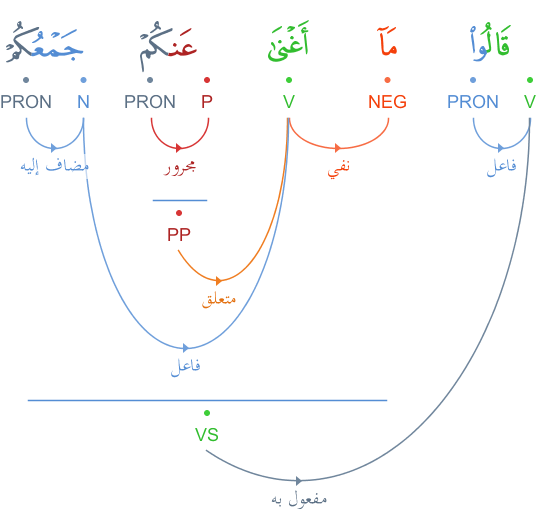 قَالُوا۟ مَآ أَغْنَىٰ عَنكُمْ جَمْعُكُمْ
V PRON NEG V P PRON N PRON
فاعل نفي مجرور مضاف إليه
PP
متعلق
فاعل
VS
مفعول به